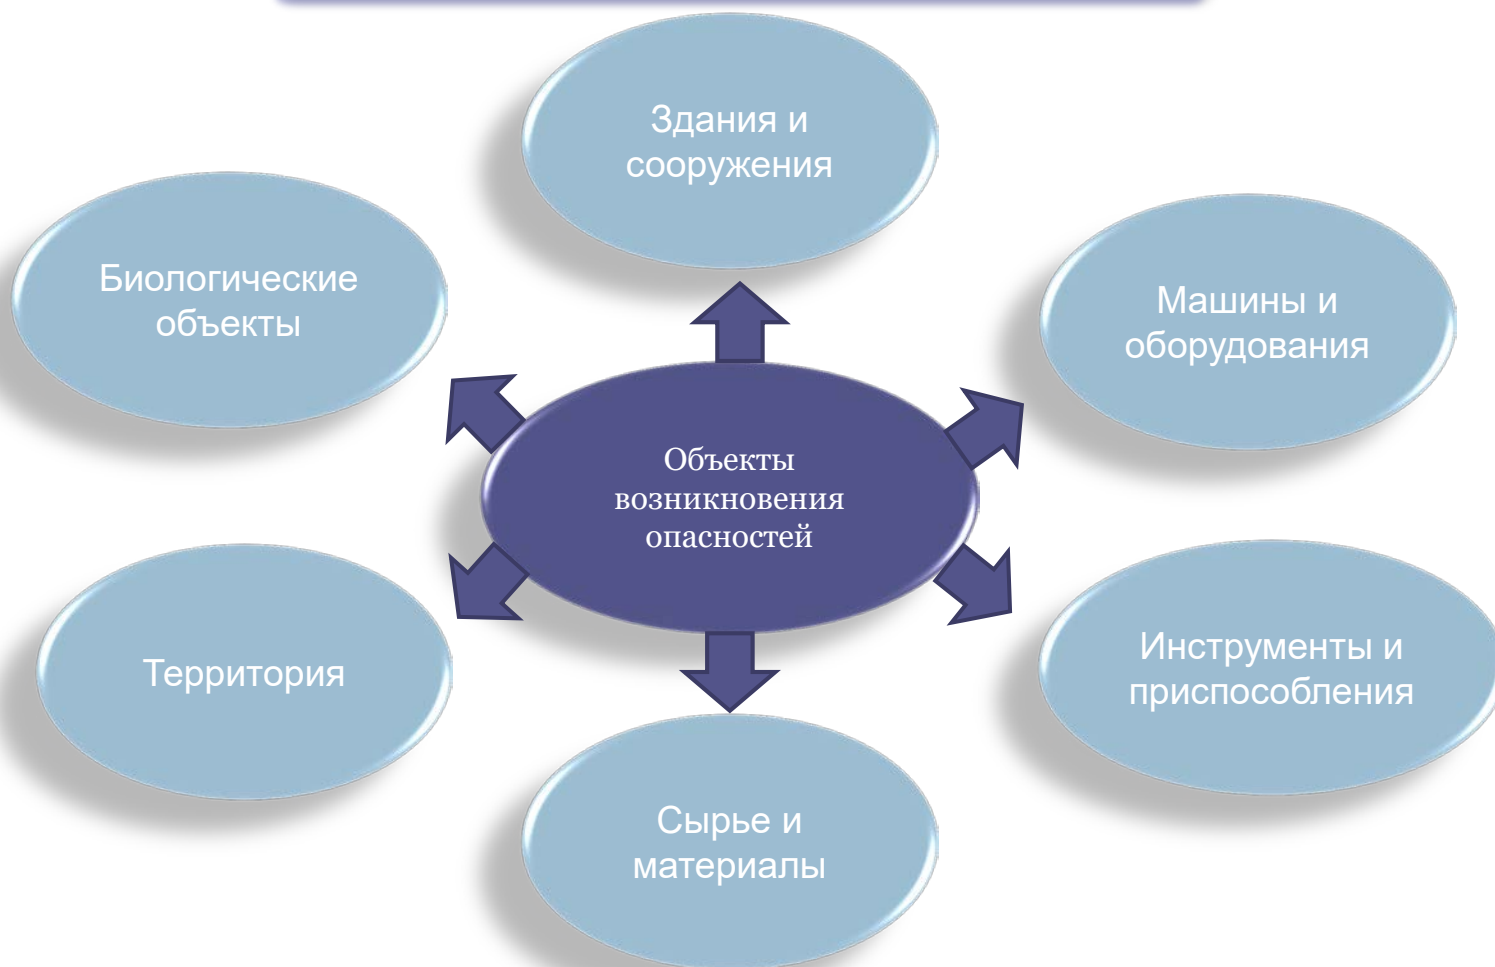 Здания и
сооружения
Биологические
объекты
Машины и
оборудования
Объекты
возникновения
опасностей
Территория
Инструменты и
приспособления
Сырье и
материалы